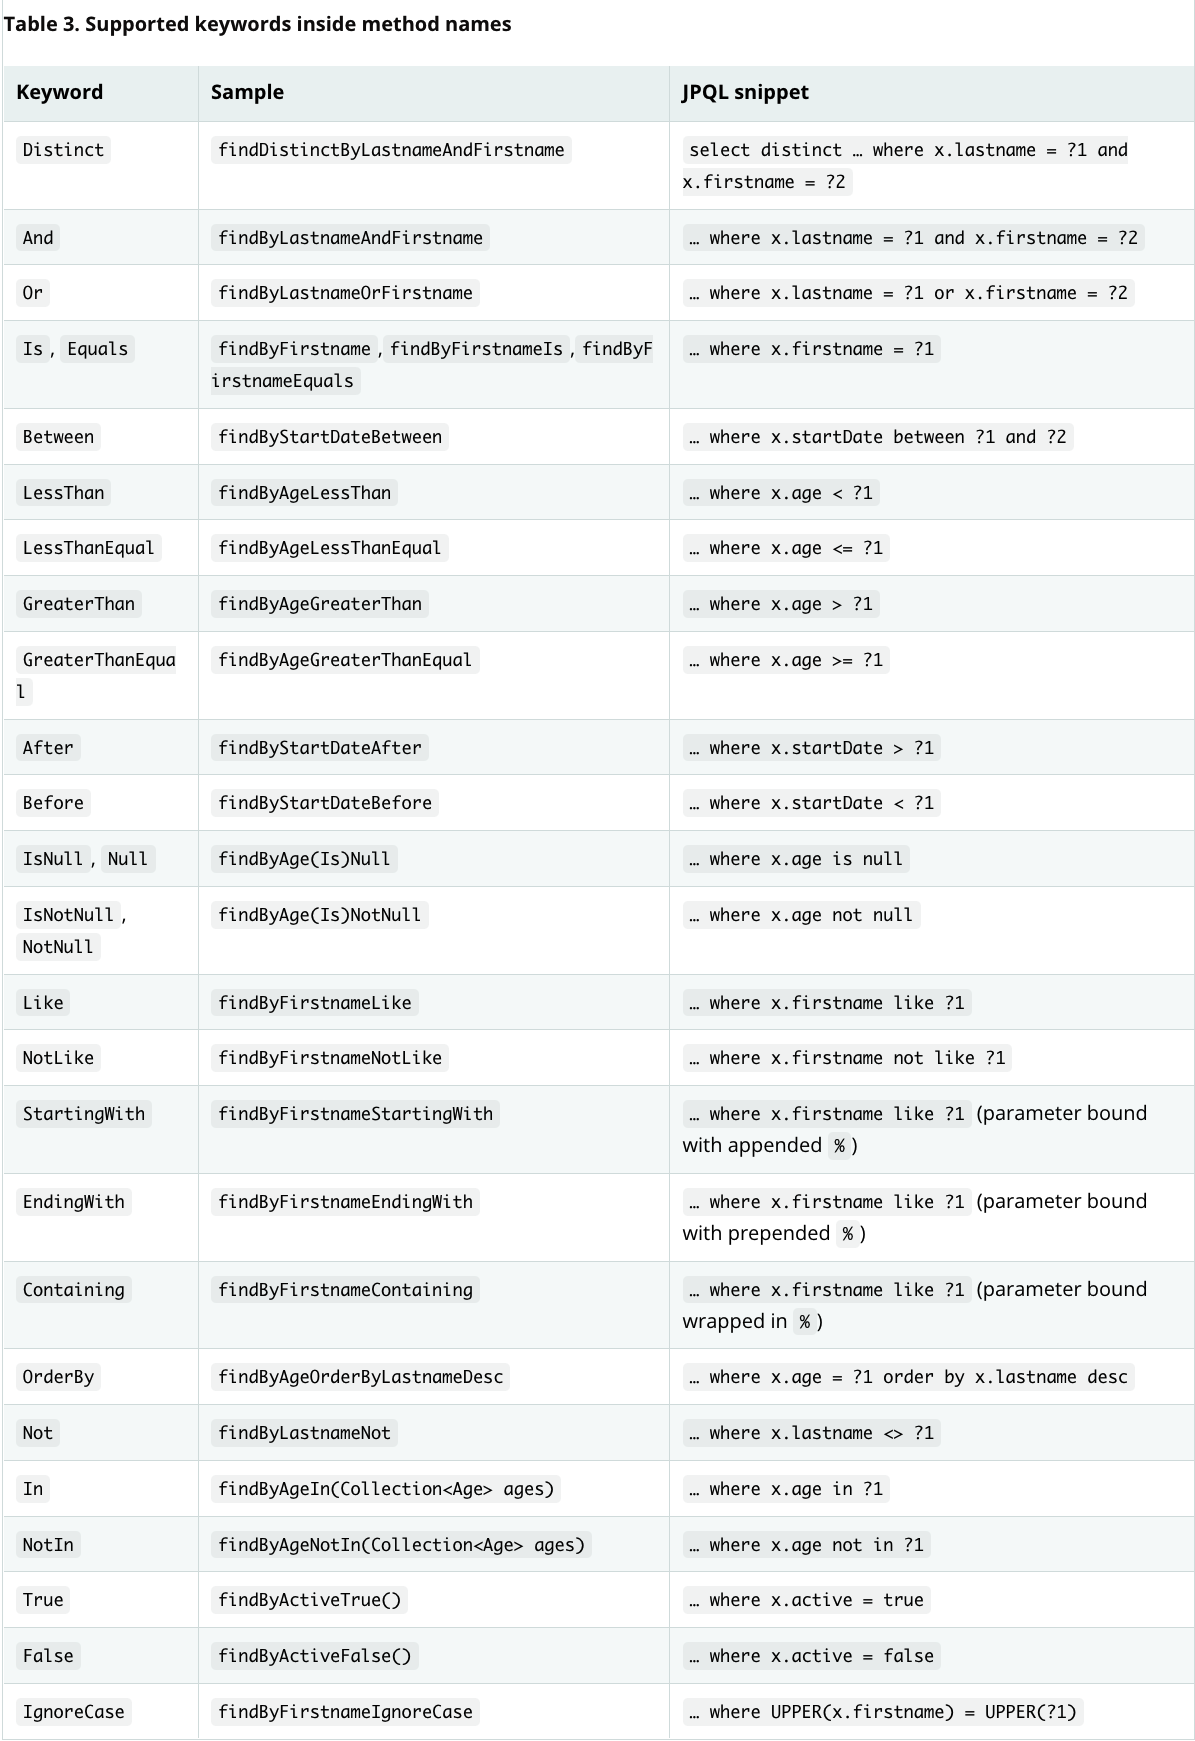 Table 3. Supported keywords inside method names
Keyword Sample JPQL snippet
Distinct findDistinctByLastnameAndFirstname select distinct … where x.lastname = ?1 and
x.firstname = ?2
And findByLastnameAndFirstname … where x.lastname = ?1 and x.firstname = ?2
Or findByLastnameOrFirstname … where x.lastname = ?1 or x.firstname = ?2
Is, Equals findByFirstname,findByFirstnameIs,findByF … where x.firstname = ?1
irstnameEquals
Between findByStartDateBetween … where x.startDate between ?1 and ?2
LessThan findByAgeLessThan … where x.age < ?1
LessThanEqual findByAgeLessThanEqual … where x.age <= ?1
GreaterThan findByAgeGreaterThan … where x.age > ?1
GreaterThanEqua findByAgeGreaterThanEqual … where x.age >= ?1
l
After findByStartDateAfter … where x.startDate > ?1
Before findByStartDateBefore … where x.startDate < ?1
IsNull, Null findByAge(Is)Null … where x.age is null
IsNotNull, findByAge(Is)NotNull … where x.age not null
NotNull
Like findByFirstnameLike … where x.firstname like ?1
NotLike findByFirstnameNotLike … where x.firstname not like ?1
StartingWith findByFirstnameStartingWith … where x.firstname like ?1 (parameter bound
with appended %)
EndingWith findByFirstnameEndingWith … where x.firstname like ?1 (parameter bound
with prepended %)
Containing findByFirstnameContaining … where x.firstname like ?1 (parameter bound
wrapped in %)
OrderBy findByAgeOrderByLastnameDesc … where x.age = ?1 order by x.lastname desc
Not findByLastnameNot … where x.lastname <> ?1
In findByAgeIn(Collection<Age> ages) … where x.age in ?1
NotIn findByAgeNotIn(Collection<Age> ages) … where x.age not in ?1
True findByActiveTrue() … where x.active = true
False findByActiveFalse() … where x.active = false
IgnoreCase findByFirstnameIgnoreCase … where UPPER(x.firstname) = UPPER(?1)